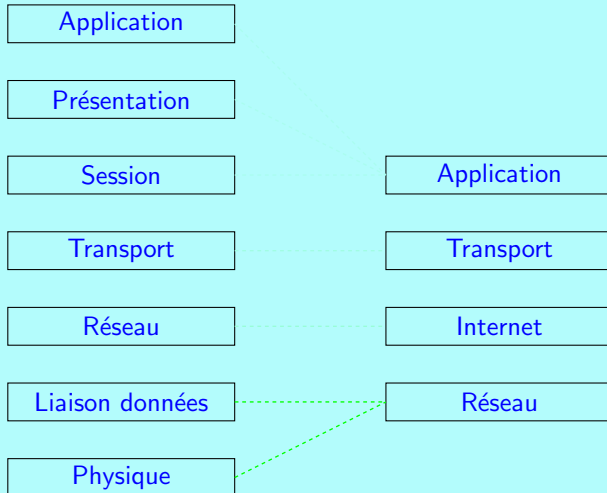 Application
Présentation
Session
Application
Transport
Transport
Réseau
Internet
Liaison données
Réseau
Physique